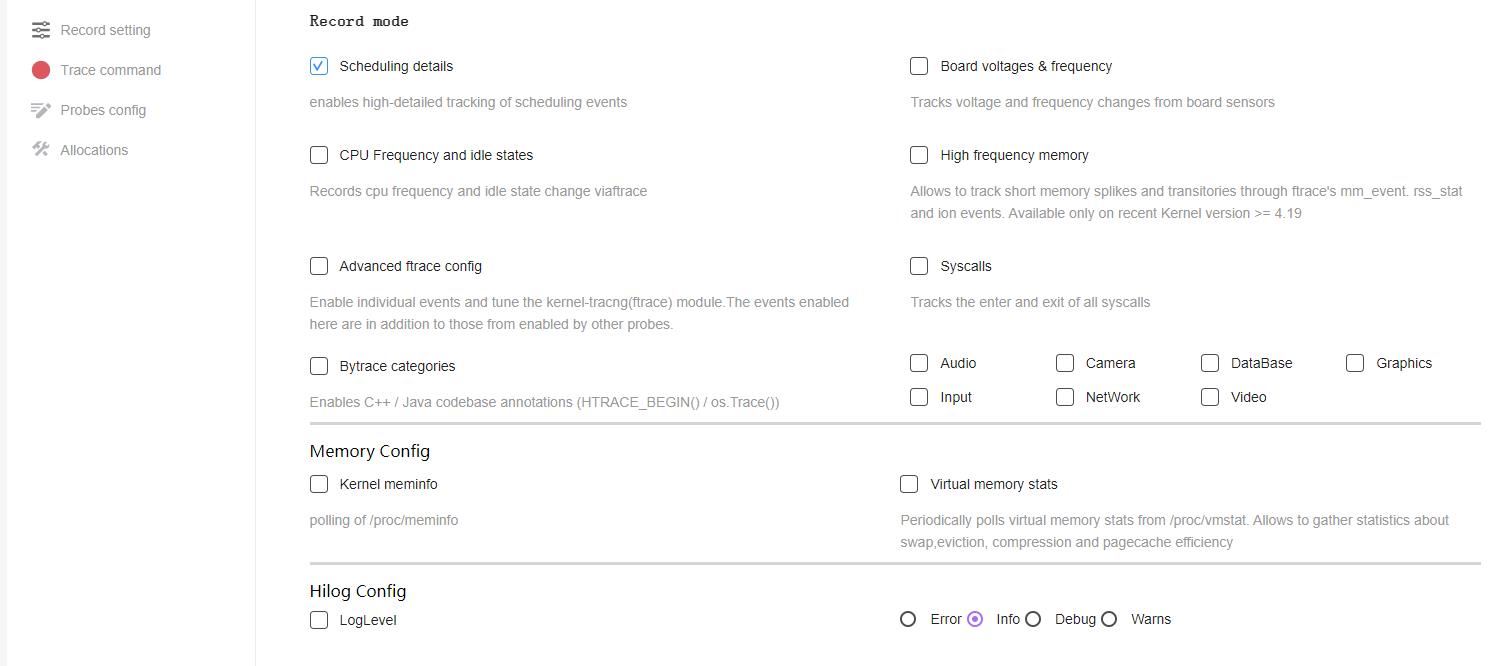 Record setting
Trace command
Probes config
Allocations
Record mode
Scheduling details
enables high-detailed tracking of scheduling events
Board voltages & frequency
Tracks voltage and frequency changes from board sensors
CPU Frequency and idle states
Records cpu frequency and idle state change viaftrace
High frequency memory
Allows to track short memory splikes and transitories through ftrace's mm_event. rss_stat
and ion events. Available only on recent Kernel version >= 4.19
Advanced ftrace config
Enable individual events and tune the kernel-tracng(ftrace) module.The events enabled
here are in addition to those from enabled by other probes.
Syscalls
Tracks the enter and exit of all syscalls
Bytrace categories
Enables C++ / Java codebase annotations (HTRACE_BEGIN() / os.Trace())
Audio Camera DataBase Graphics
Input NetWork Video
Memory Config
Kernel meminfo
polling of /proc/meminfo
Virtual memory stats
Periodically polls virtual memory stats from /proc/vmstat. Allows to gather statistics about
swap,eviction, compression and pagecache efficiency
Hilog Config
LogLevel
Error Info Debug Warns